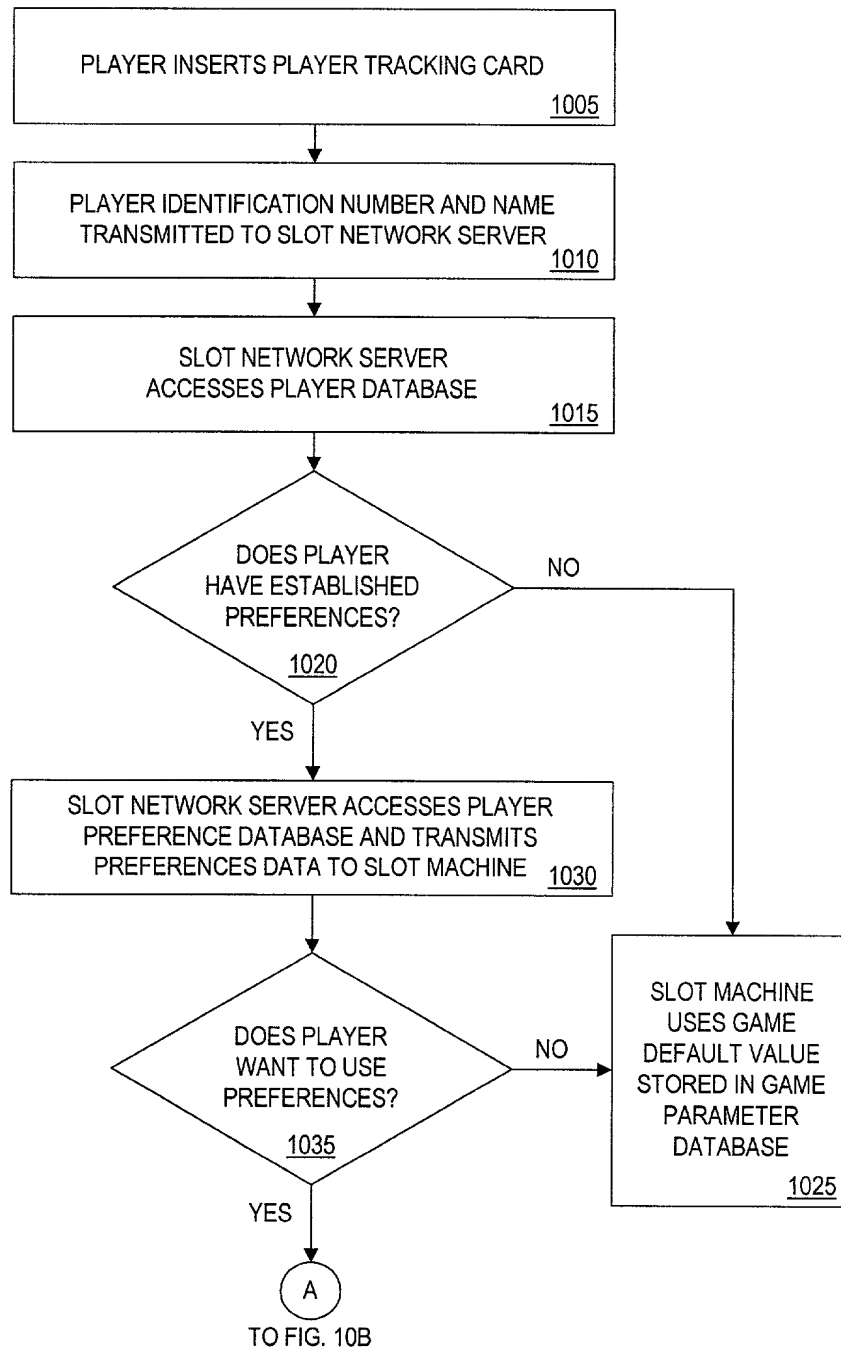 PLAYER INSERTS PLAYER TRACKING CARD
1005
PLAYER IDENTIFICATION NUMBER AND NAME
TRANSMITTED TO SLOT NETWORK SERVER
1010
SLOT NETWORK SERVER
ACCESSES PLAYER DATABASE
1015
DOES PLAYER
HAVE ESTABLISHED
PREFERENCES?
1020
NO
YES
SLOT NETWORK SERVER ACCESSES PLAYER
PREFERENCE DATABASE AND TRANSMITS
PREFERENCES DATA TO SLOT MACHINE
1030
DOES PLAYER
WANT TO USE
PREFERENCES?
1035
NO
SLOT MACHINE
USES GAME
DEFAULT VALUE
STORED IN GAME
PARAMETER
DATABASE
1025
YES
A
TO FIG. 10B